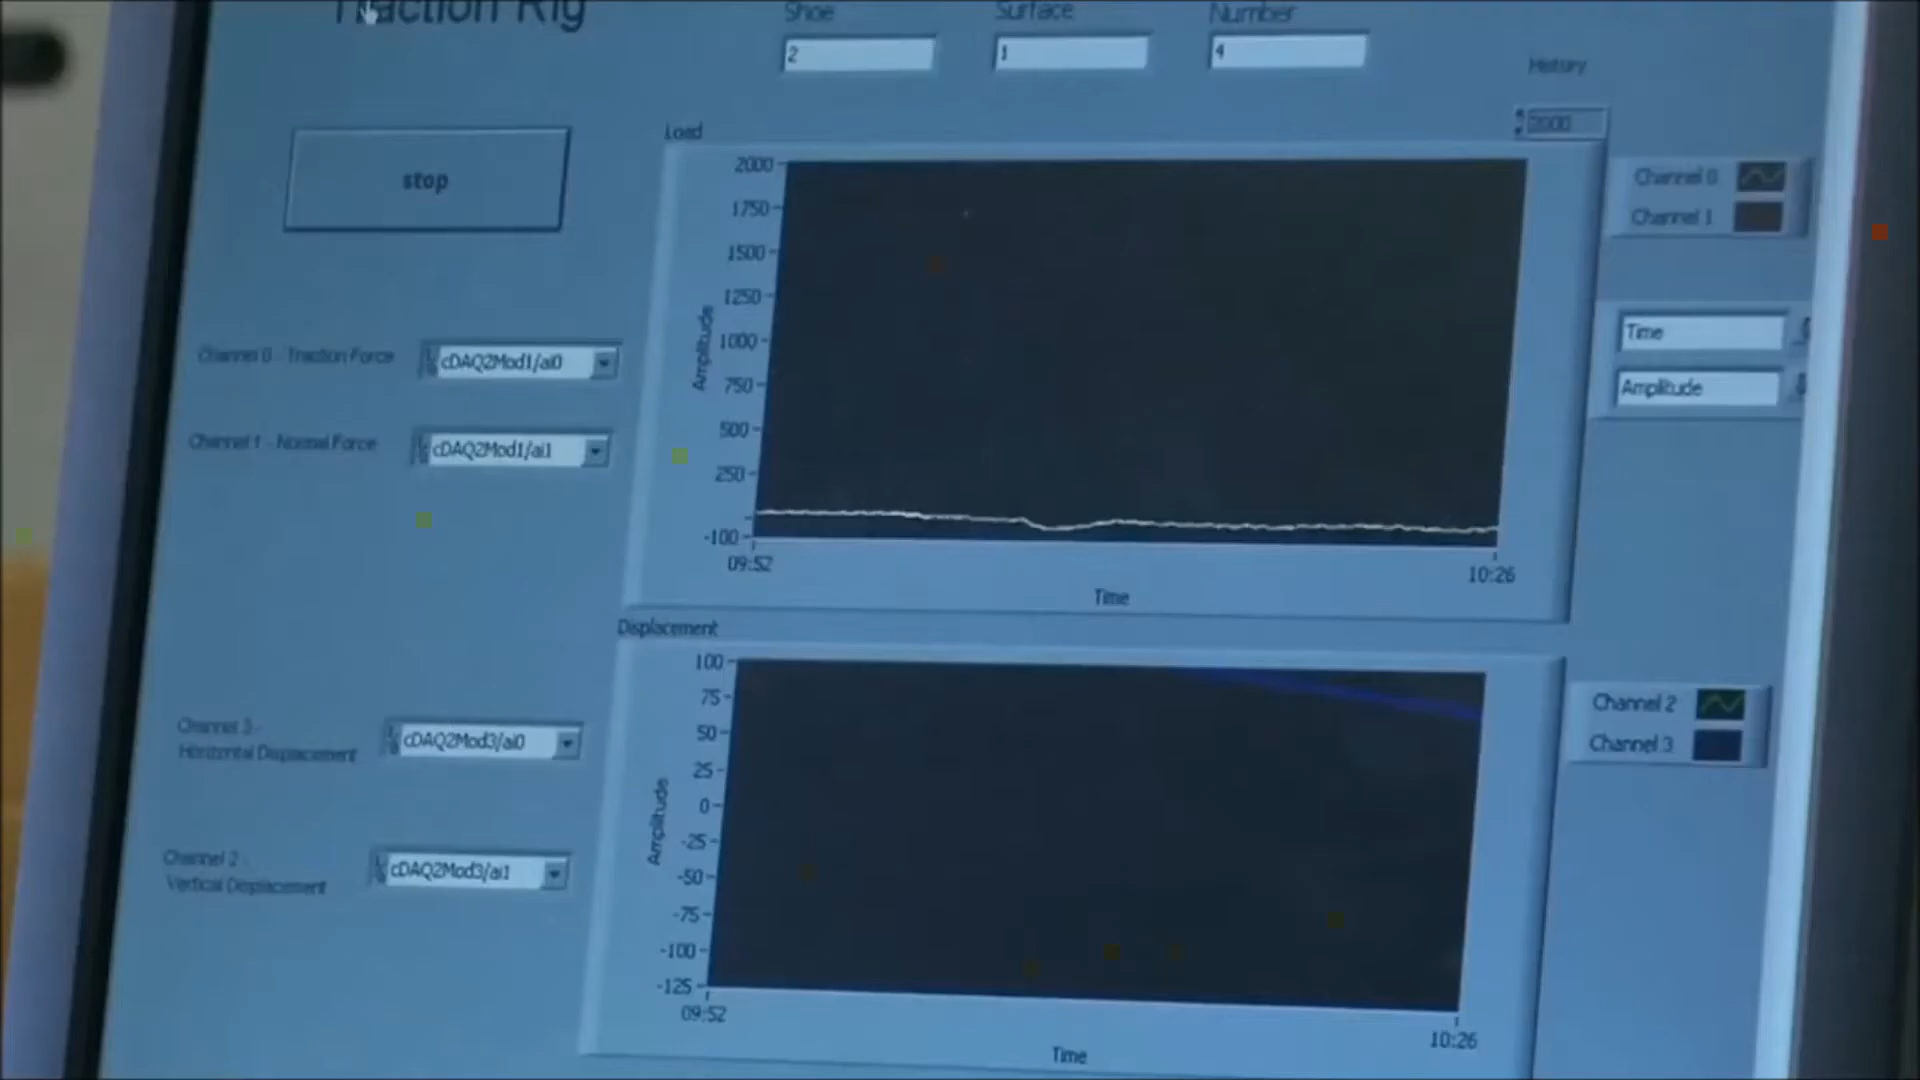 Traction Rig
Shoe
Surface
Number
2
1
4
History
2000
stop
Load
2000
1750
1500
1250
1000
750
500
250
-100
Amplitude
09:52
10:26
Time
Channel 0
Channel 1
Time
Amplitude
Channel 0 - Traction Force
cDAQ2Mod1/ai0
Channel 1 - Normal Force
cDAQ2Mod1/ai1
Displacement
100
75
50
25
0
-25
-50
-75
-100
-125
Amplitude
09:52
10:26
Time
Channel 2
Channel 3
Channel 3 -
Horizontal Displacement
cDAQ2Mod3/ai0
Channel 2 -
Vertical Displacement
cDAQ2Mod3/ai1